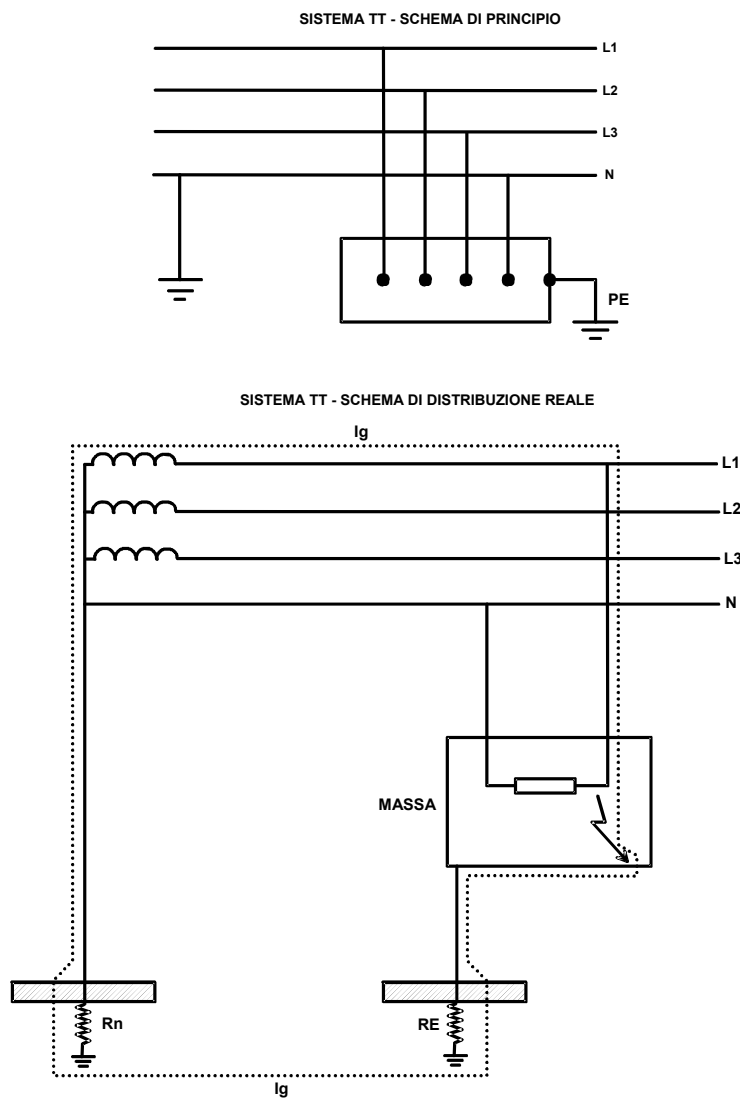 SISTEMA TT - SCHEMA DI PRINCIPIO
L1
L2
L3
N
PE
SISTEMA TT - SCHEMA DI DISTRIBUZIONE REALE
Ig
L1
L2
L3
N
MASSA
Rn
RE
Ig